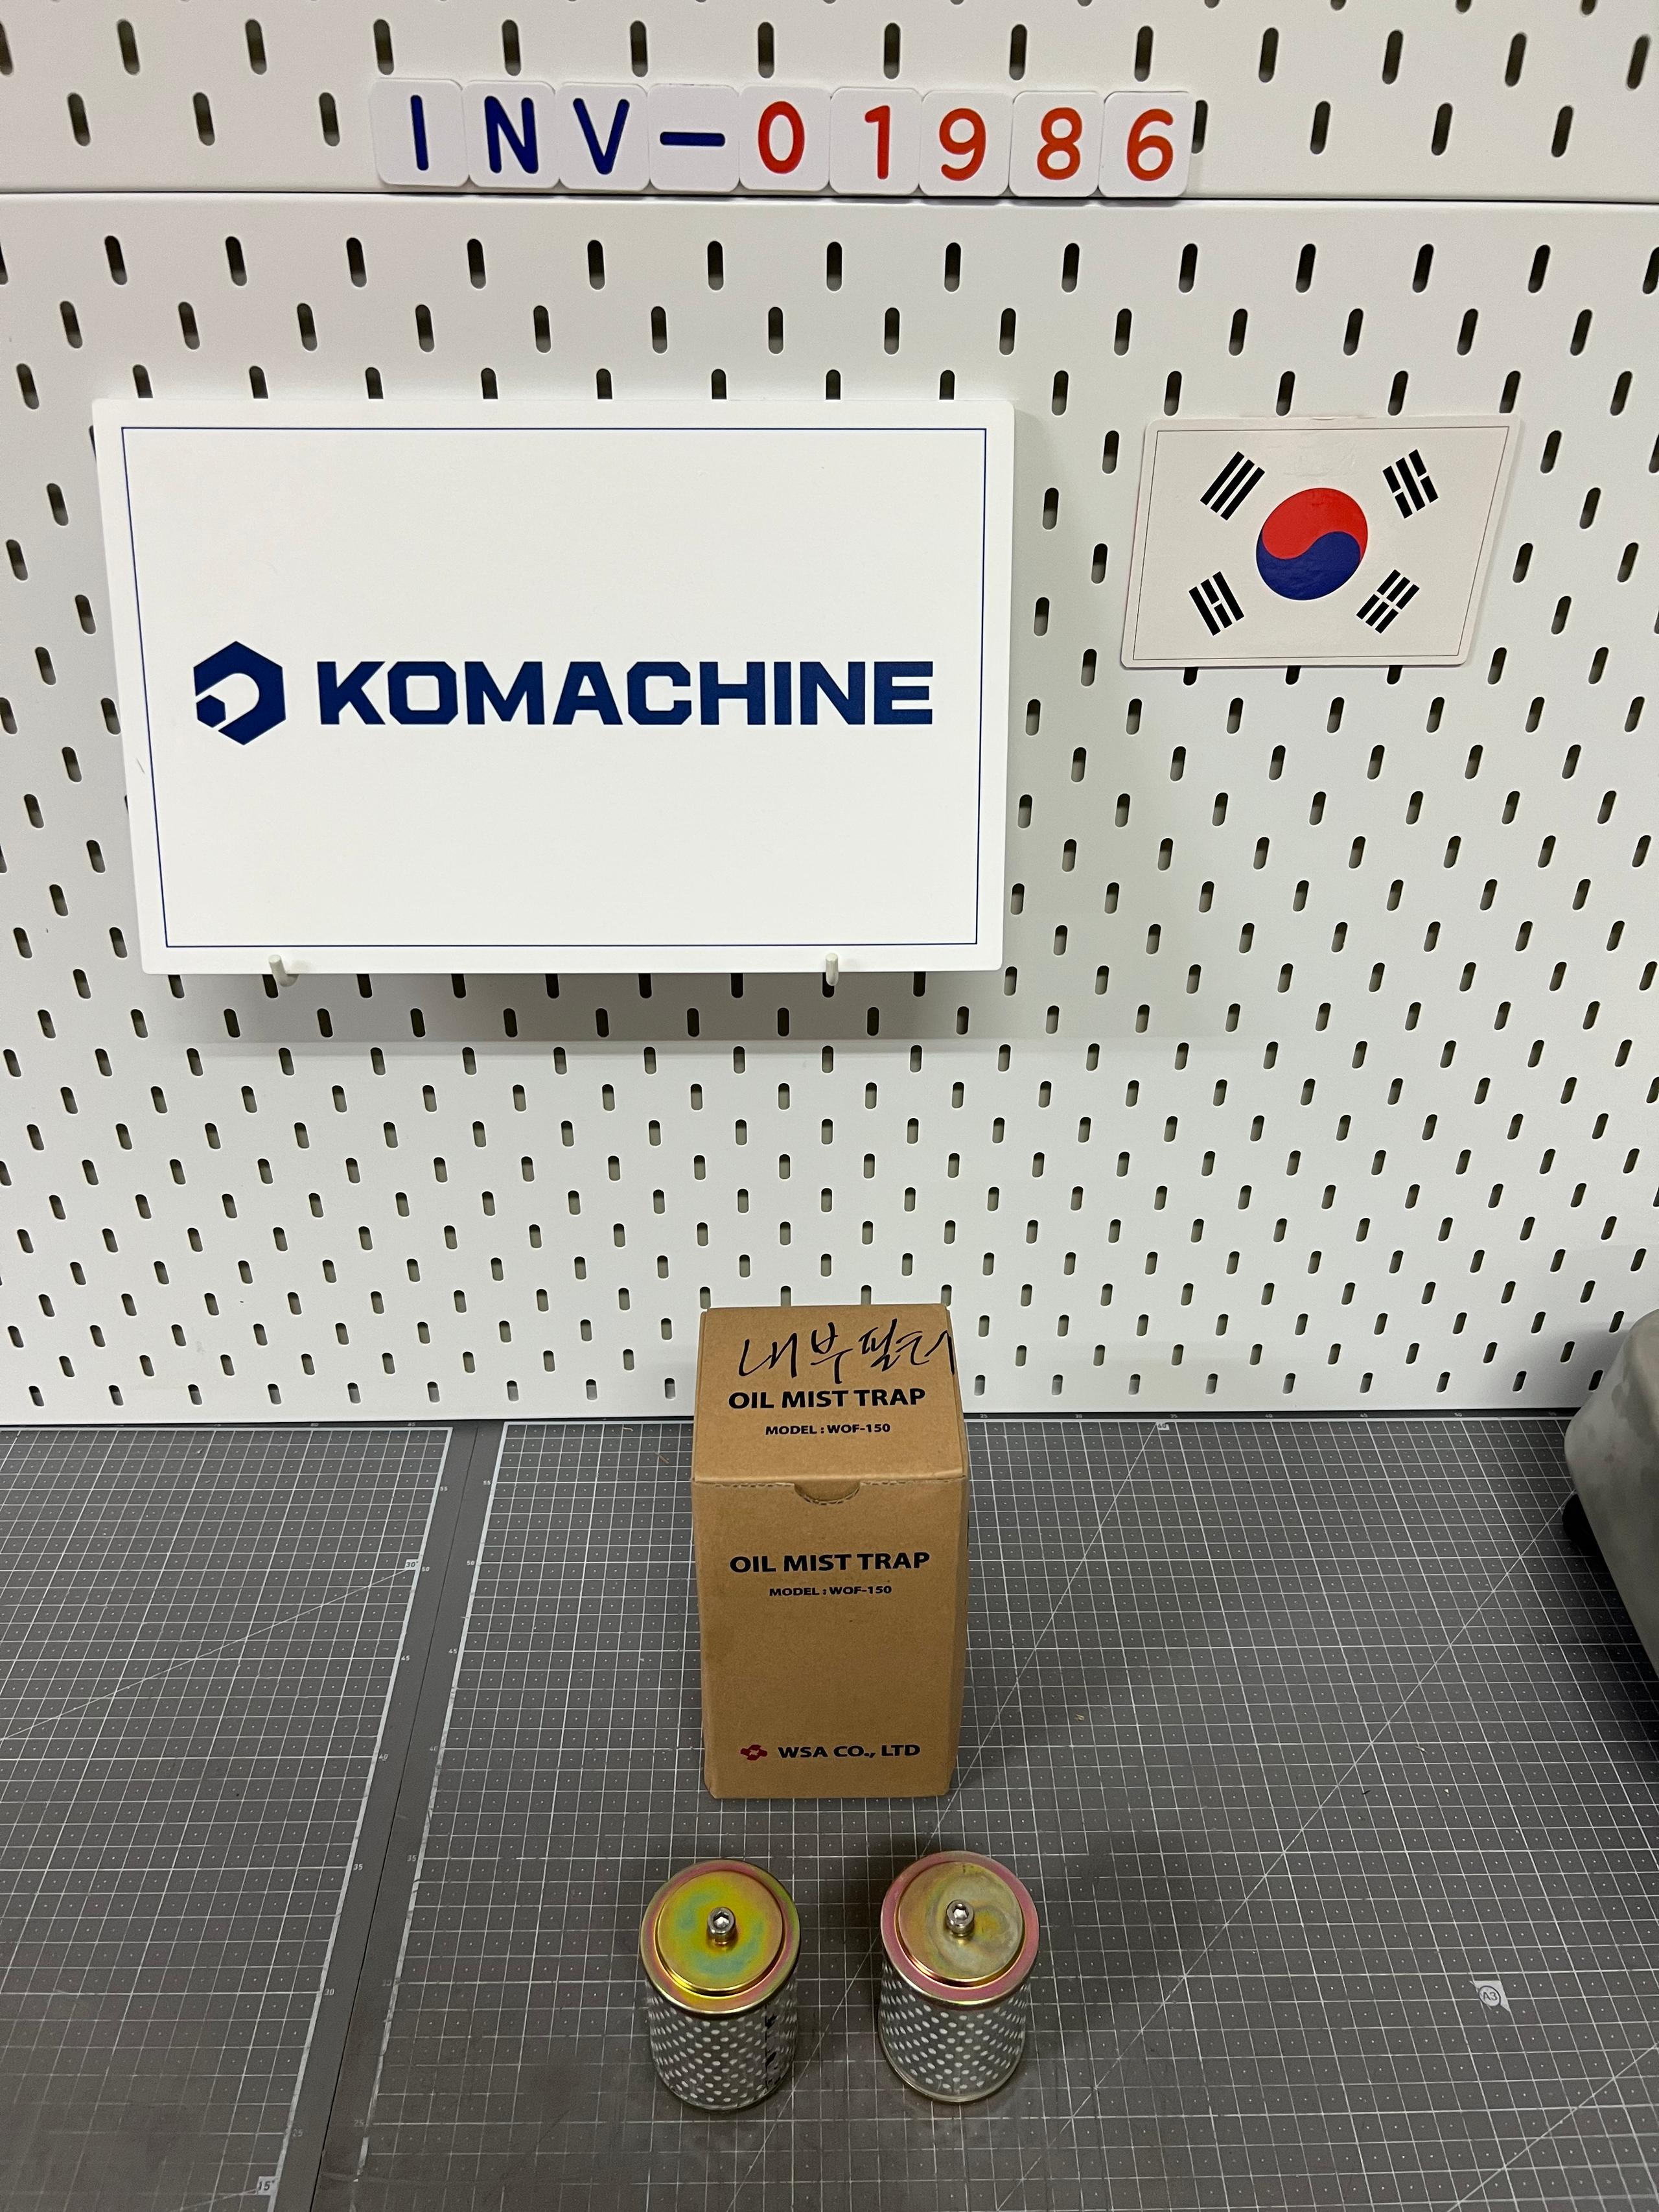 INV-01986
KOMACHINE
내부필터
OIL MIST TRAP
MODEL : WOF-150
OIL MIST TRAP
MODEL : WOF-150
WSA CO., LTD
A3